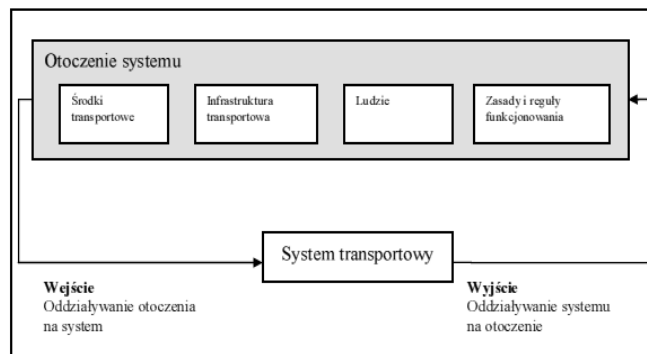 Otoczenie systemu
Środki
transportowe
Infrastruktura
transportowa
Ludzie
Zasady i reguły
funkcjonowania
System transportowy
Wejście
Oddziaływanie otoczenia
na system
Wyjście
Oddziaływanie systemu
na otoczenie